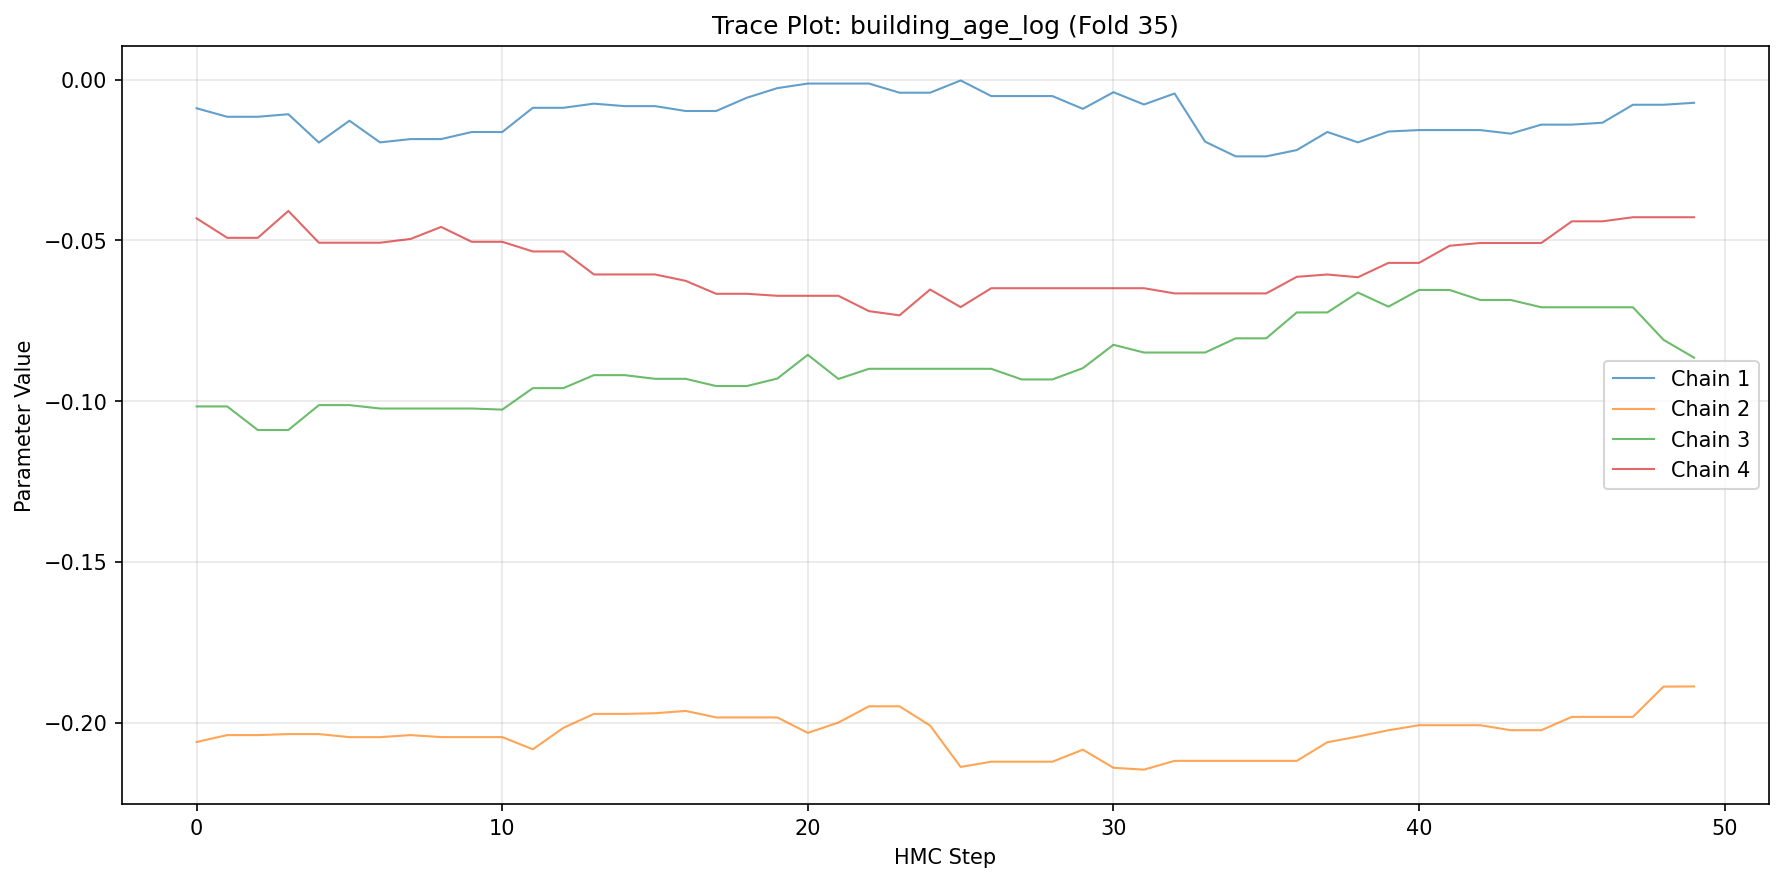 Trace Plot: building_age_log (Fold 35)
Parameter Value
0.00
−0.05
−0.10
−0.15
−0.20
Chain 1
Chain 2
Chain 3
Chain 4
0 10 20 30 40 50
HMC Step